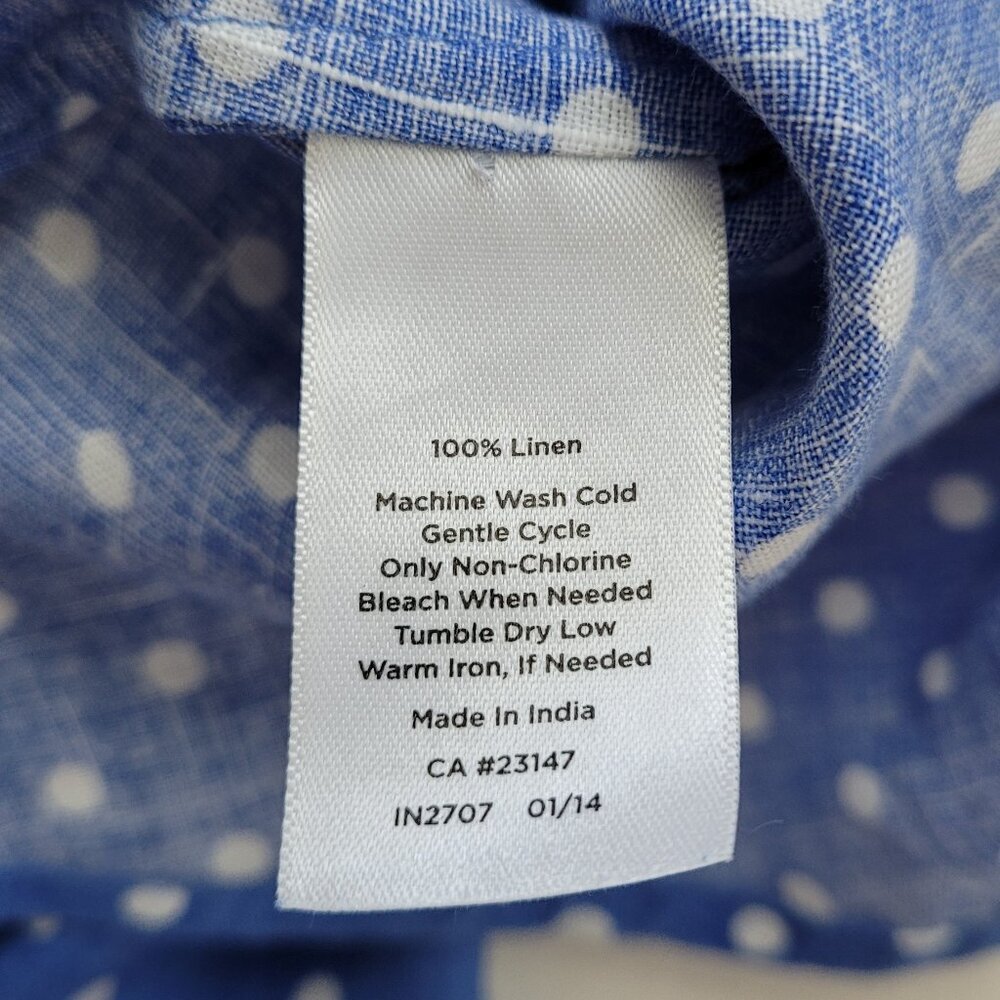 100% Linen
Machine Wash Cold
Gentle Cycle
Only Non-Chlorine
Bleach When Needed
Tumble Dry Low
Warm Iron, If Needed
Made In India
CA #23147
IN2707 01/14